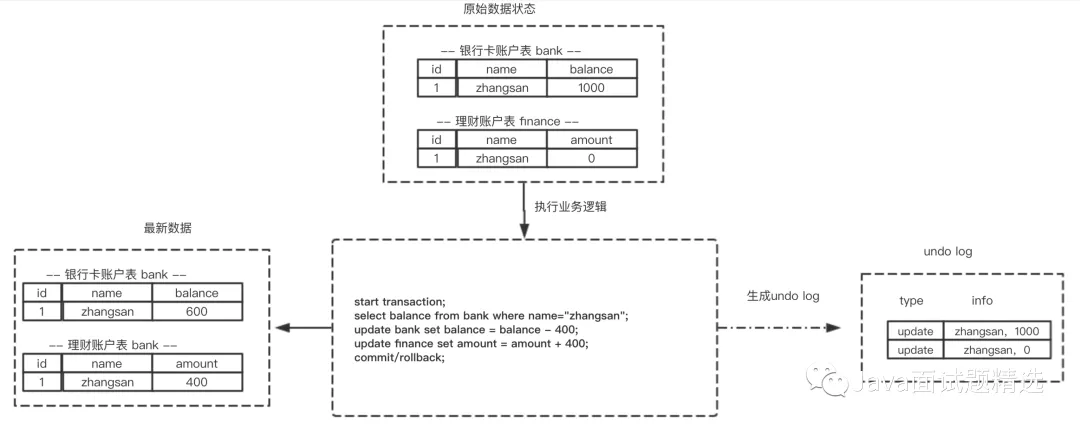 原始数据状态
-- 银行卡账户表 bank --
id name balance
1 zhangsan 1000
-- 理财账户表 finance --
id name amount
1 zhangsan 0
执行业务逻辑
最新数据
-- 银行卡账户表 bank --
id name balance
1 zhangsan 600
-- 理财账户表 finance --
id name amount
1 zhangsan 400
start transaction;
select balance from bank where name="zhangsan";
update bank set balance = balance - 400;
update finance set amount = amount + 400;
commit/rollback;
生成undo log
undo log
type info
update zhangsan, 1000
update zhangsan, 0
Java面试题精选